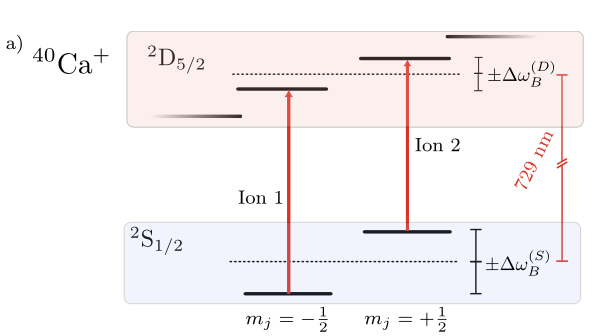 a) ⁴⁰Ca⁺
²D₅/₂
±Δω_B^(D)
Ion 2
729 nm
Ion 1
²S₁/₂
±Δω_B^(S)
m_j = −1/2 m_j = +1/2